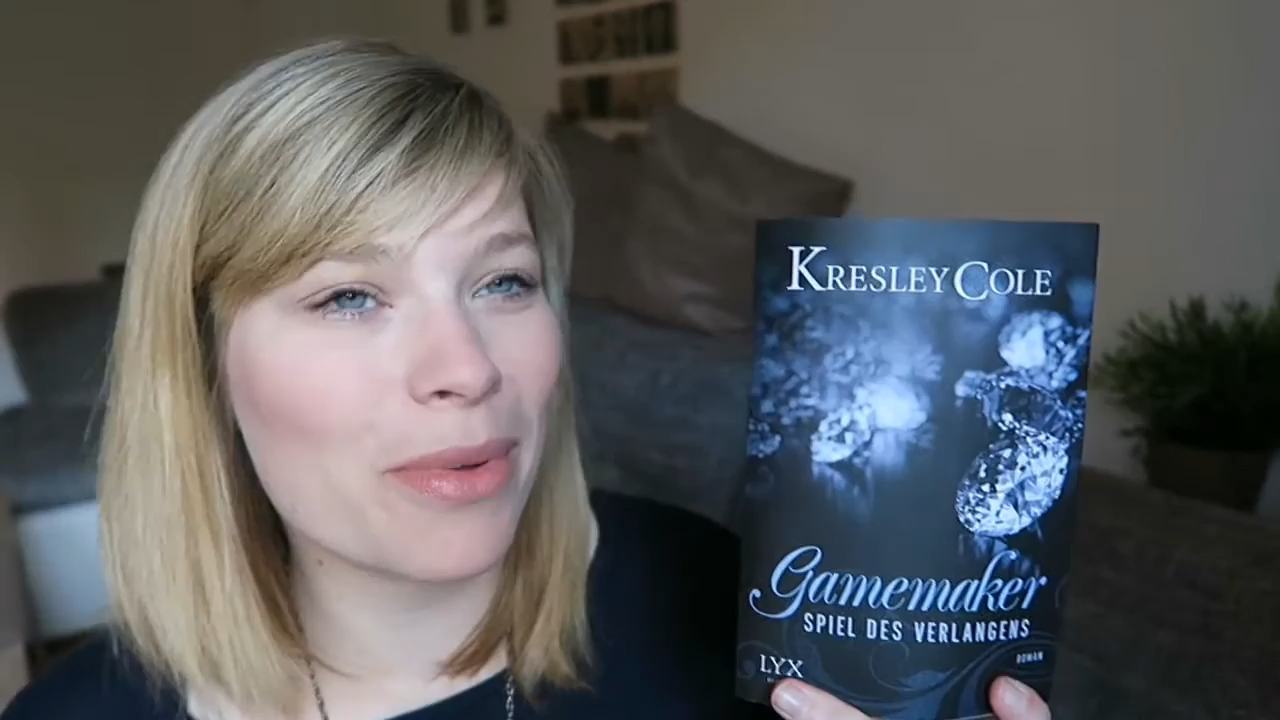 KRESLEY COLE
Gamemaker
SPIEL DES VERLANGENS
ROMAN
LYX